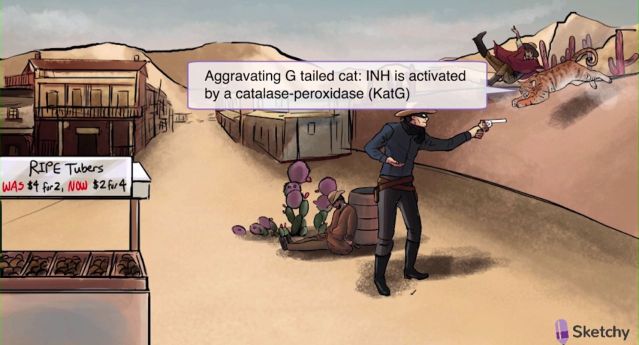 Aggravating G tailed cat: INH is activated
by a catalase-peroxidase (KatG)
RIPE Tubers
WAS $4 for 2, NOW $2 for 4
Sketchy